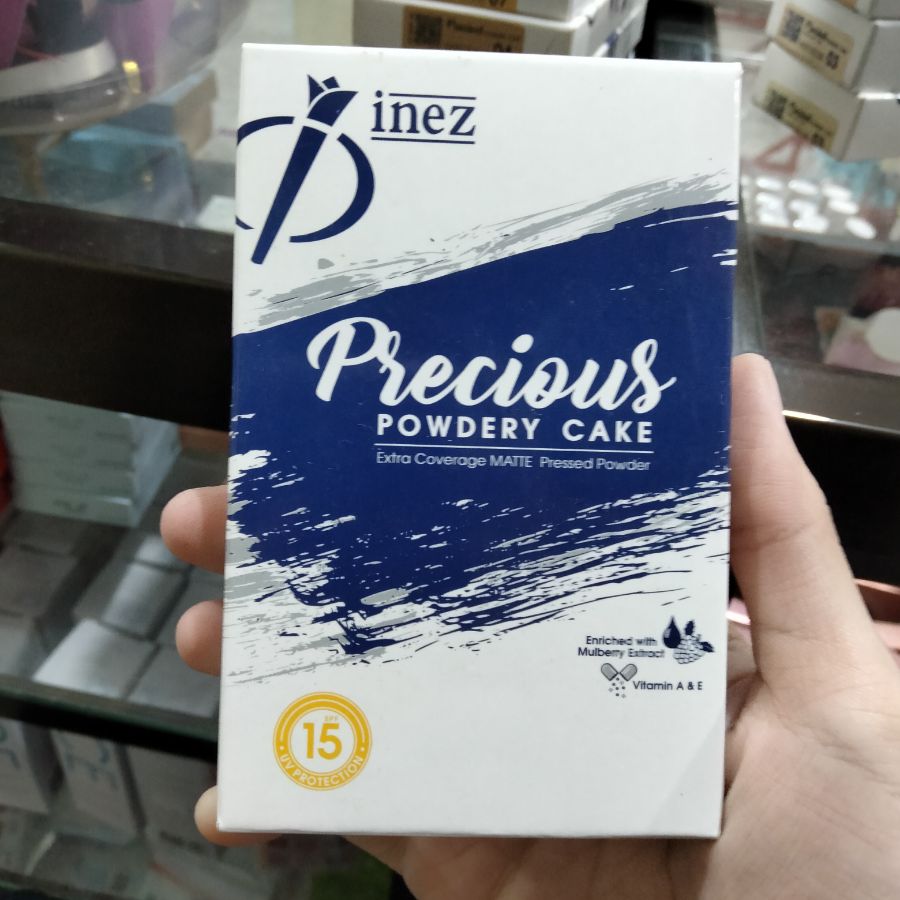 inez
Precious
POWDERY CAKE
Extra Coverage MATTE Pressed Powder
Enriched with
Mulberry Extract
Vitamin A & E
SPF
15
UV PROTECTION